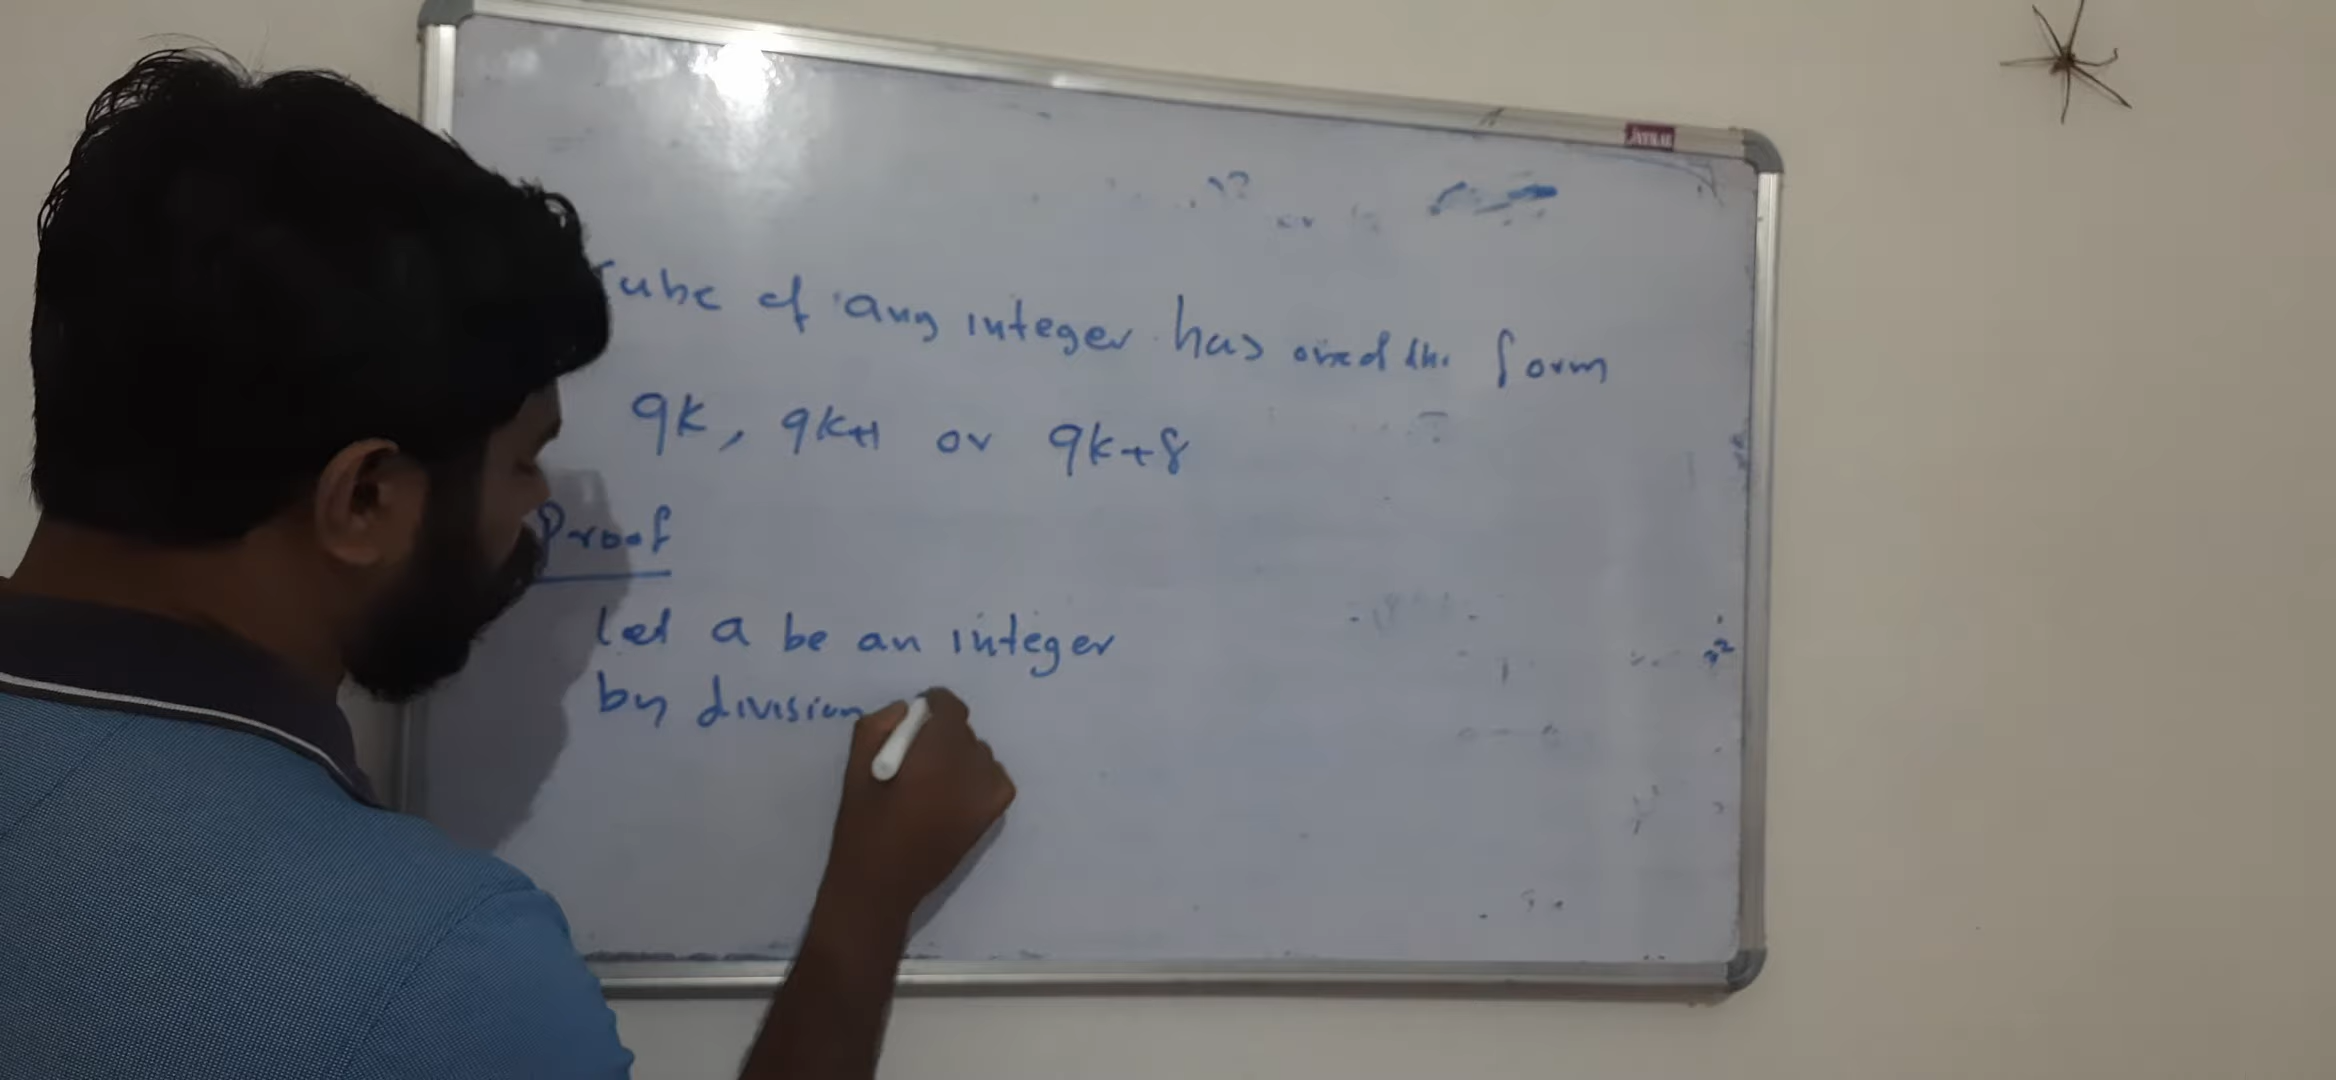 Cube of any integer has one of the form
9k, 9k+1 or 9k+8
Proof
Let a be an integer
by division